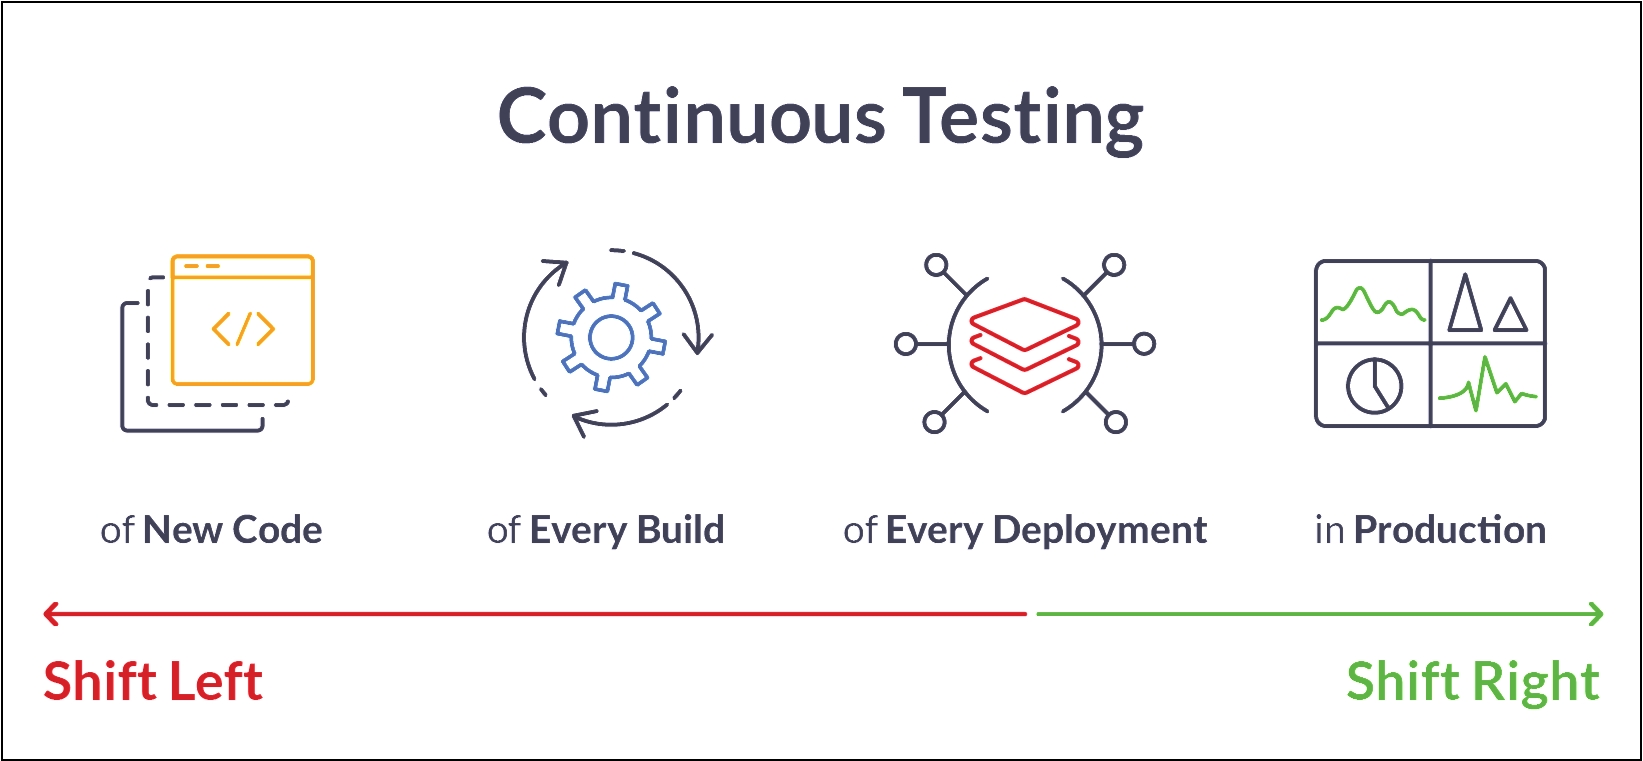 Continuous Testing
</>
of New Code
of Every Build
of Every Deployment
in Production
Shift Left
Shift Right